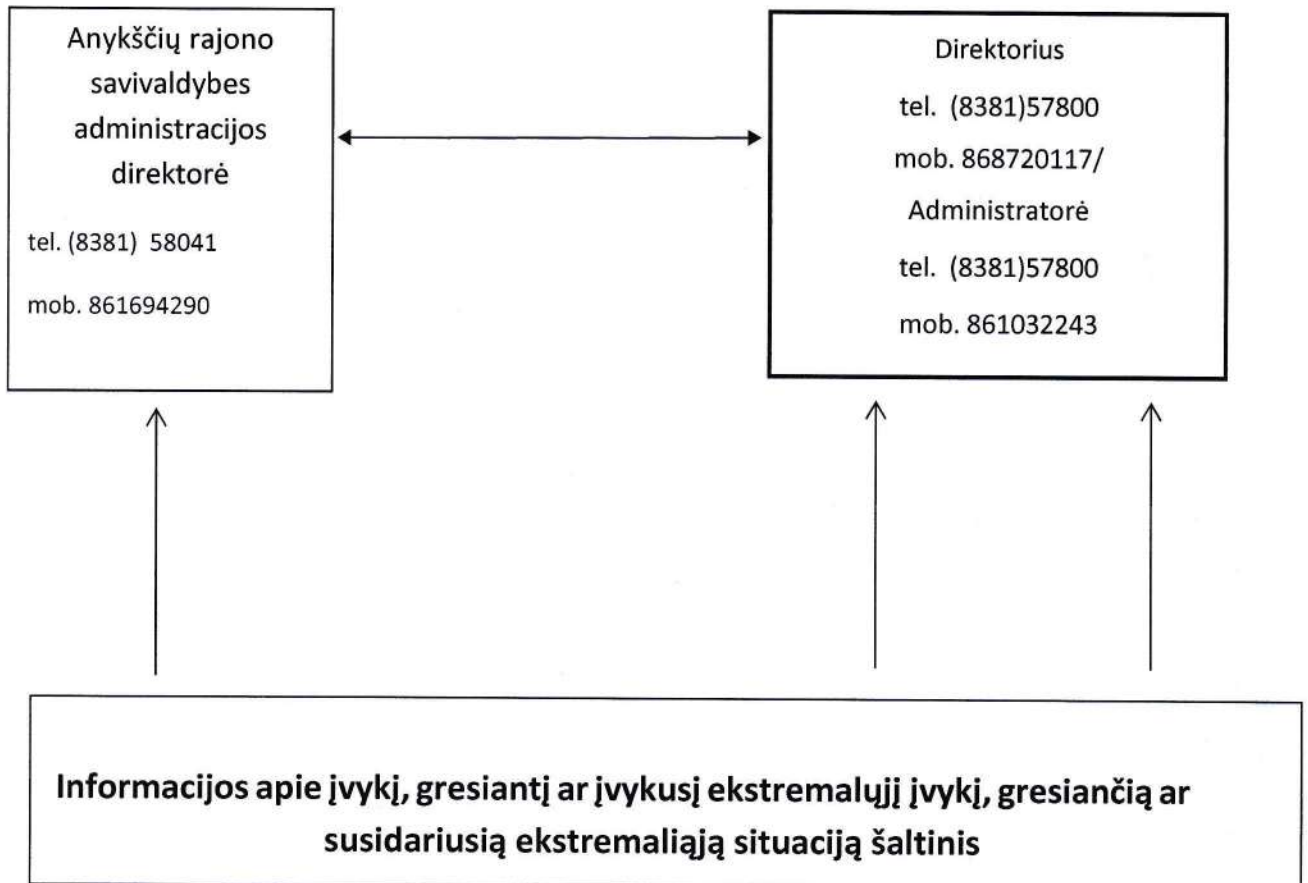 Anykščių rajono
savivaldybes
administracijos
direktorė
tel. (8381) 58041
mob. 861694290
Direktorius
tel. (8381)57800
mob. 868720117/
Administratorė
tel. (8381)57800
mob. 861032243
Informacijos apie įvykį, gresiantį ar įvykusį ekstremalųjį įvykį, gresiančią ar
susidariusią ekstremaliąją situaciją šaltinis